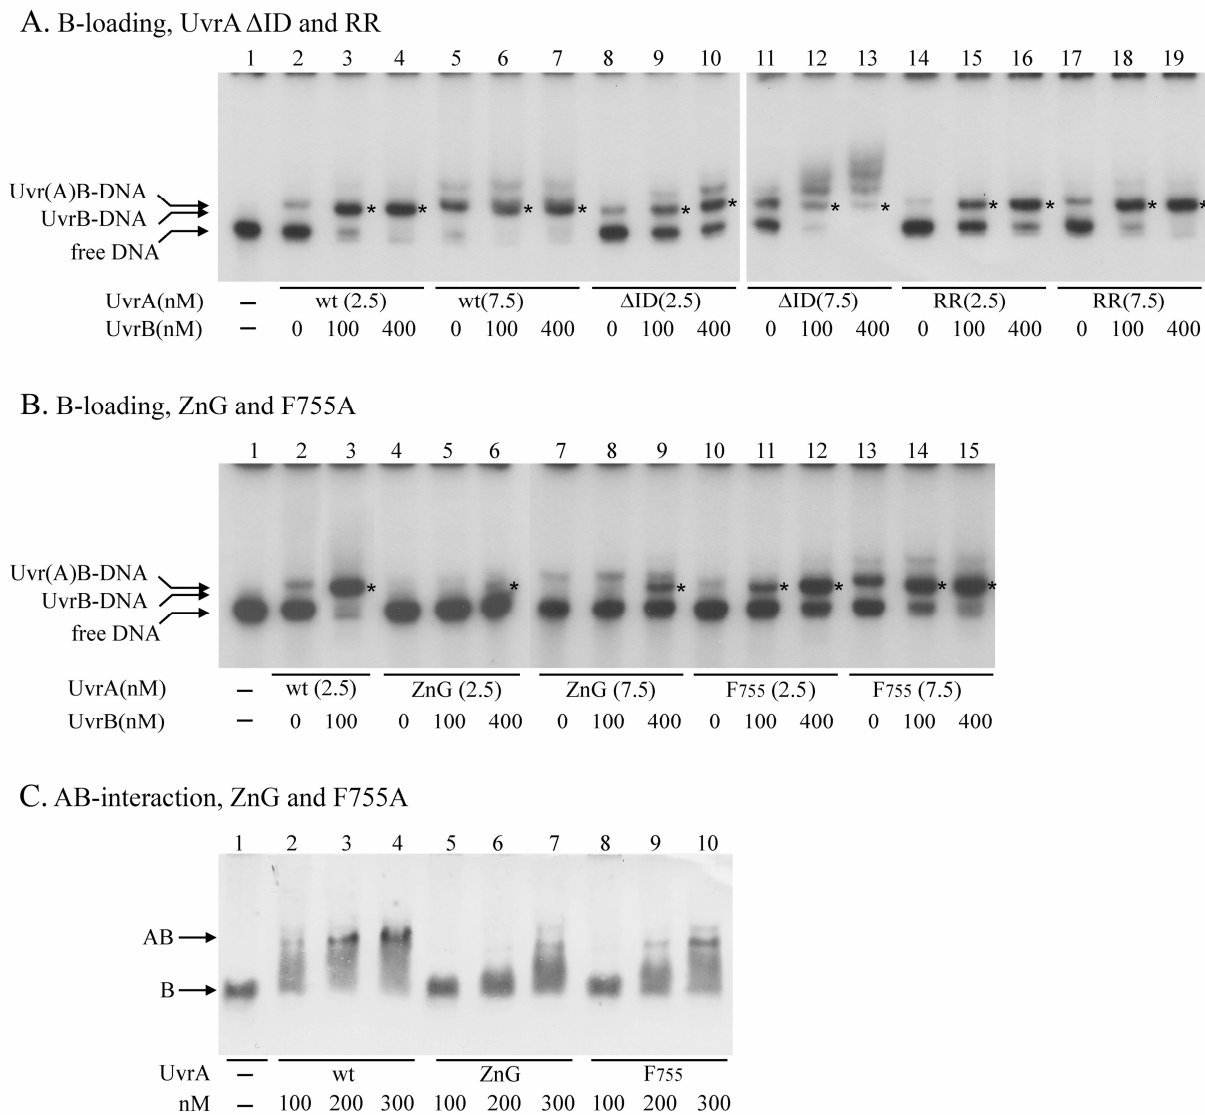 A. B-loading, UvrA ΔID and RR
1 2 3 4 5 6 7 8 9 10 11 12 13 14 15 16 17 18 19
Uvr(A)B-DNA
UvrB-DNA
free DNA
* * * * * * * * * * * *
UvrA(nM) – wt (2.5) wt(7.5) ΔID(2.5) ΔID(7.5) RR(2.5) RR(7.5)
UvrB(nM) – 0 100 400 0 100 400 0 100 400 0 100 400 0 100 400 0 100 400
B. B-loading, ZnG and F755A
1 2 3 4 5 6 7 8 9 10 11 12 13 14 15
Uvr(A)B-DNA
UvrB-DNA
free DNA
* * * * * * *
UvrA(nM) – wt (2.5) ZnG (2.5) ZnG (7.5) F755 (2.5) F755 (7.5)
UvrB(nM) – 0 100 0 100 400 0 100 400 0 100 400 0 100 400
C. AB-interaction, ZnG and F755A
1 2 3 4 5 6 7 8 9 10
AB
B
UvrA – wt ZnG F755
nM – 100 200 300 100 200 300 100 200 300